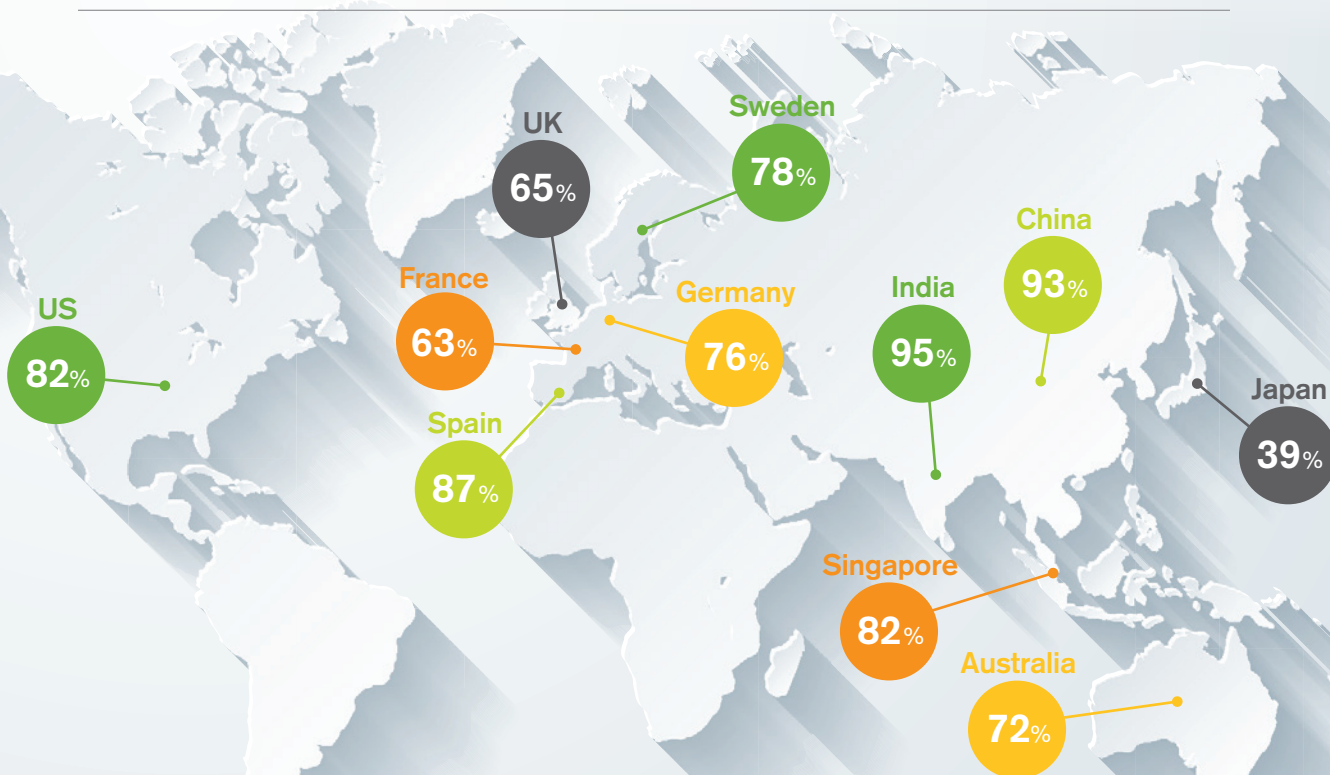 Sweden
78%
UK
65%
China
93%
France
63%
Germany
76%
India
95%
US
82%
Japan
39%
Spain
87%
Singapore
82%
Australia
72%